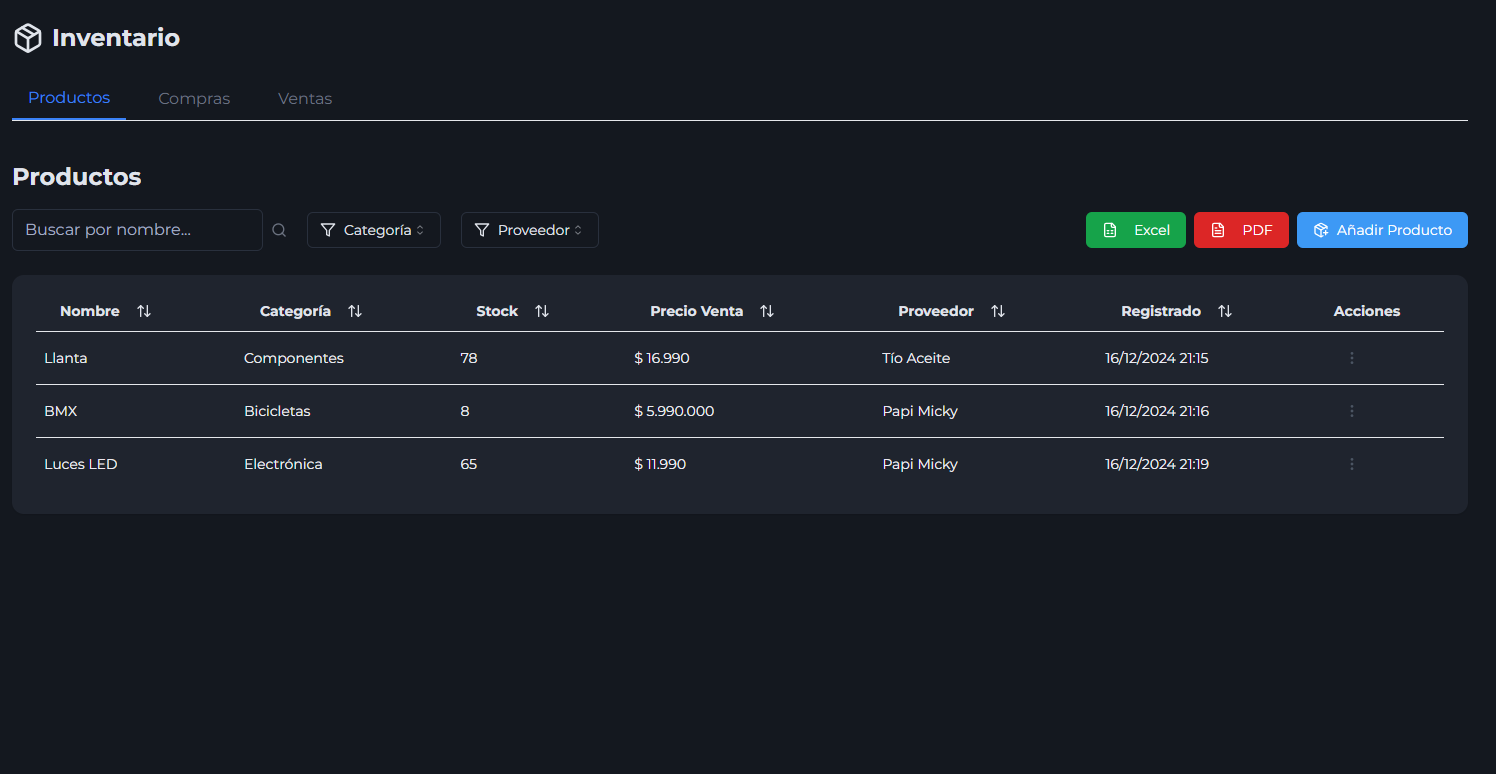 Inventario
Productos Compras Ventas
Productos
Buscar por nombre... Categoría Proveedor Excel PDF Añadir Producto
Nombre Categoría Stock Precio Venta Proveedor Registrado Acciones
Llanta Componentes 78 $ 16.990 Tío Aceite 16/12/2024 21:15
BMX Bicicletas 8 $ 5.990.000 Papi Micky 16/12/2024 21:16
Luces LED Electrónica 65 $ 11.990 Papi Micky 16/12/2024 21:19